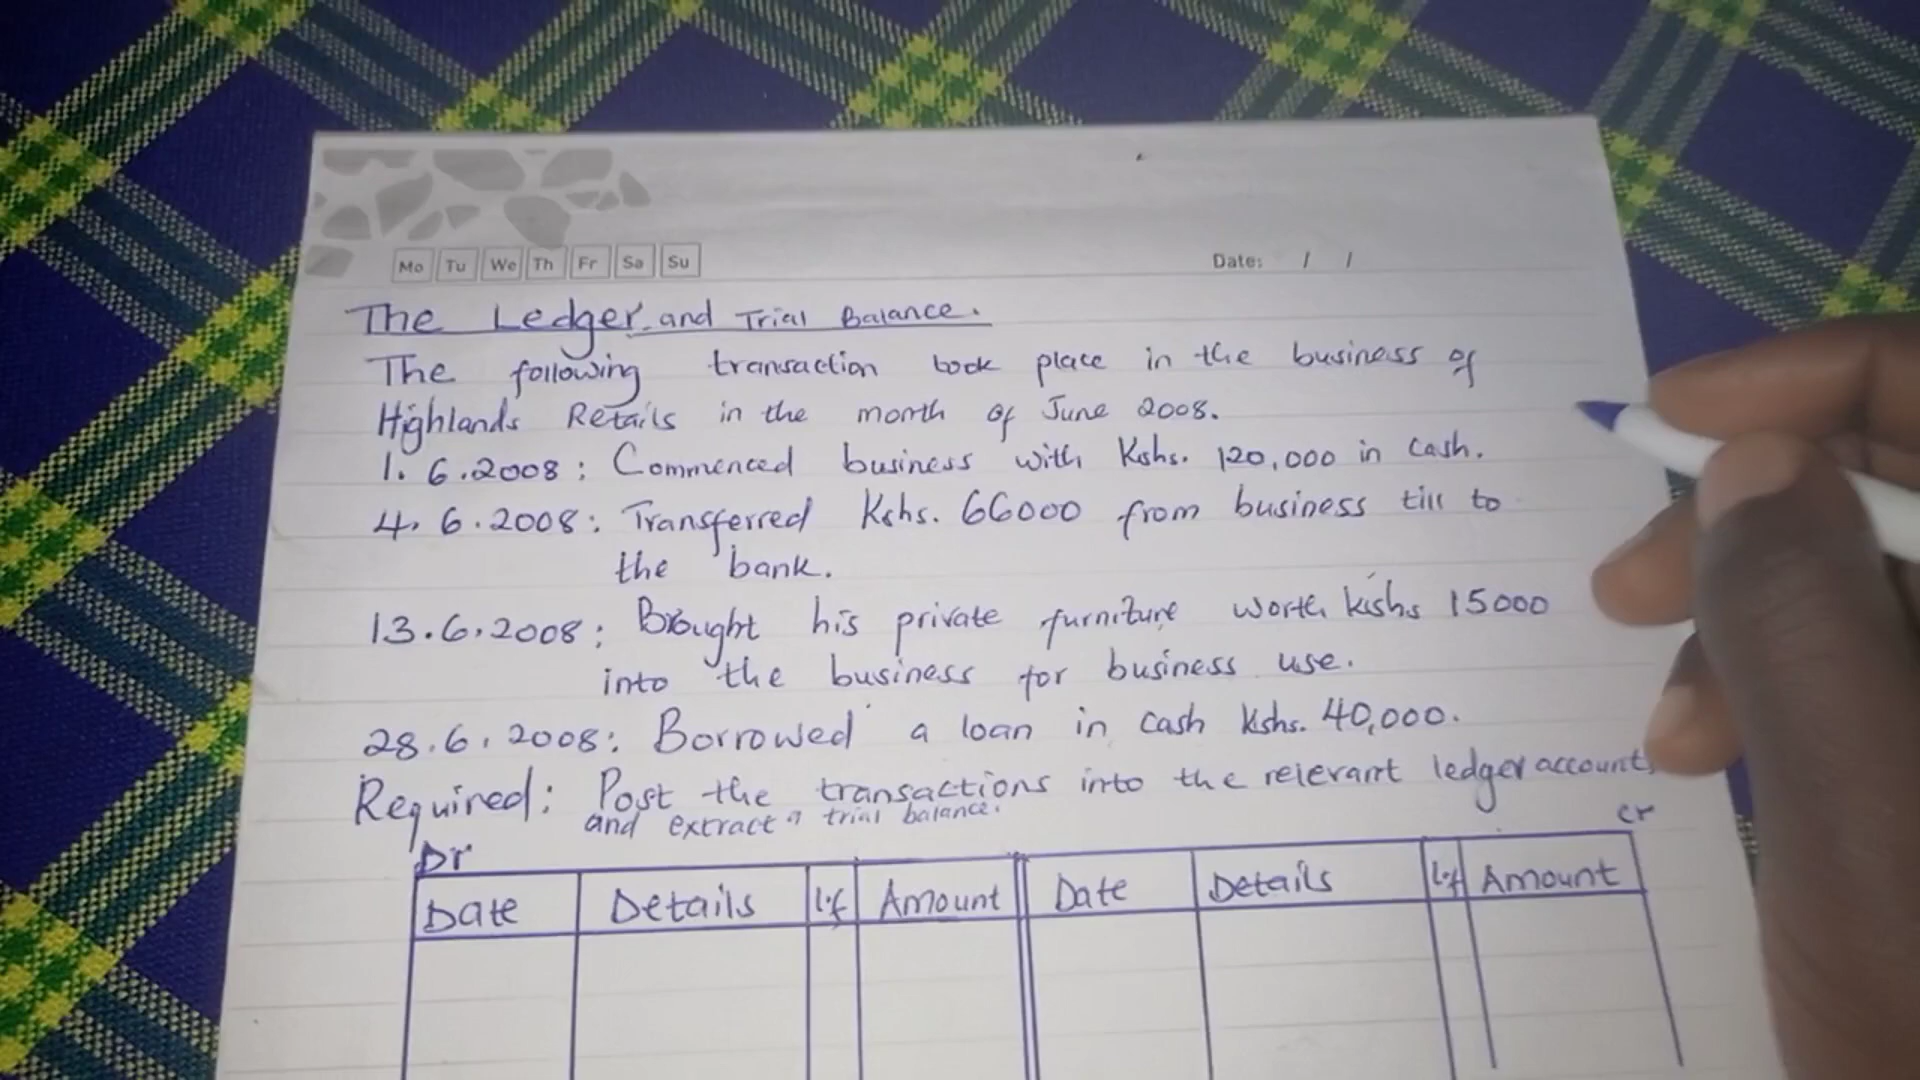 Mo Tu We Th Fr Sa Su
Date: / /
The Ledger and Trial Balance.
The following transaction took place in the business of
Highlands Retails in the month of June 2008.
1. 6.2008: Commenced business with Kshs. 120,000 in cash.
4. 6.2008: Transferred Kshs. 66000 from business till to
the bank.
13.6.2008: Brought his private furniture worth kshs 15000
into the business for business use.
28.6.2008: Borrowed a loan in cash kshs. 40,000.
Required: Post the transactions into the relevant ledger accounts
and extract a trial balance.
Dr cr
Date Details l.f Amount Date Details l.f Amount